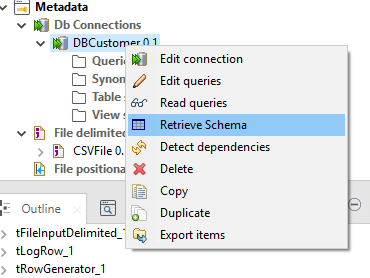 Metadata
Db Connections
DBCustomer 0.1
Querie
Synon
Table s
View s
File delimited
CSVFile 0.
File positiona
Edit connection
Edit queries
Read queries
Retrieve Schema
Detect dependencies
Delete
Copy
Duplicate
Export items
Outline
tFileInputDelimited_1
tLogRow_1
tRowGenerator_1